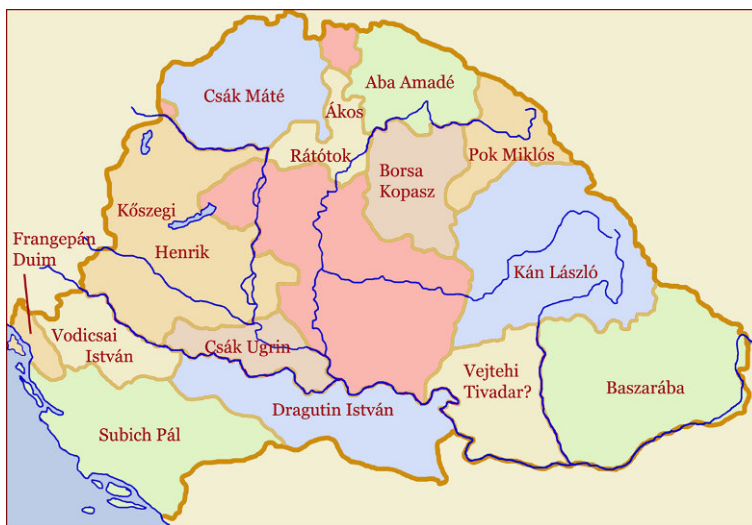 Aba Amadé
Csák Máté
Ákos
Rátótok
Pok Miklós
Borsa
Kopasz
Kőszegi
Frangepán
Duim
Henrik
Kán László
Vodicsai
István
Csák Ugrin
Vejtehi
Tivadar?
Baszarába
Dragutin István
Subich Pál